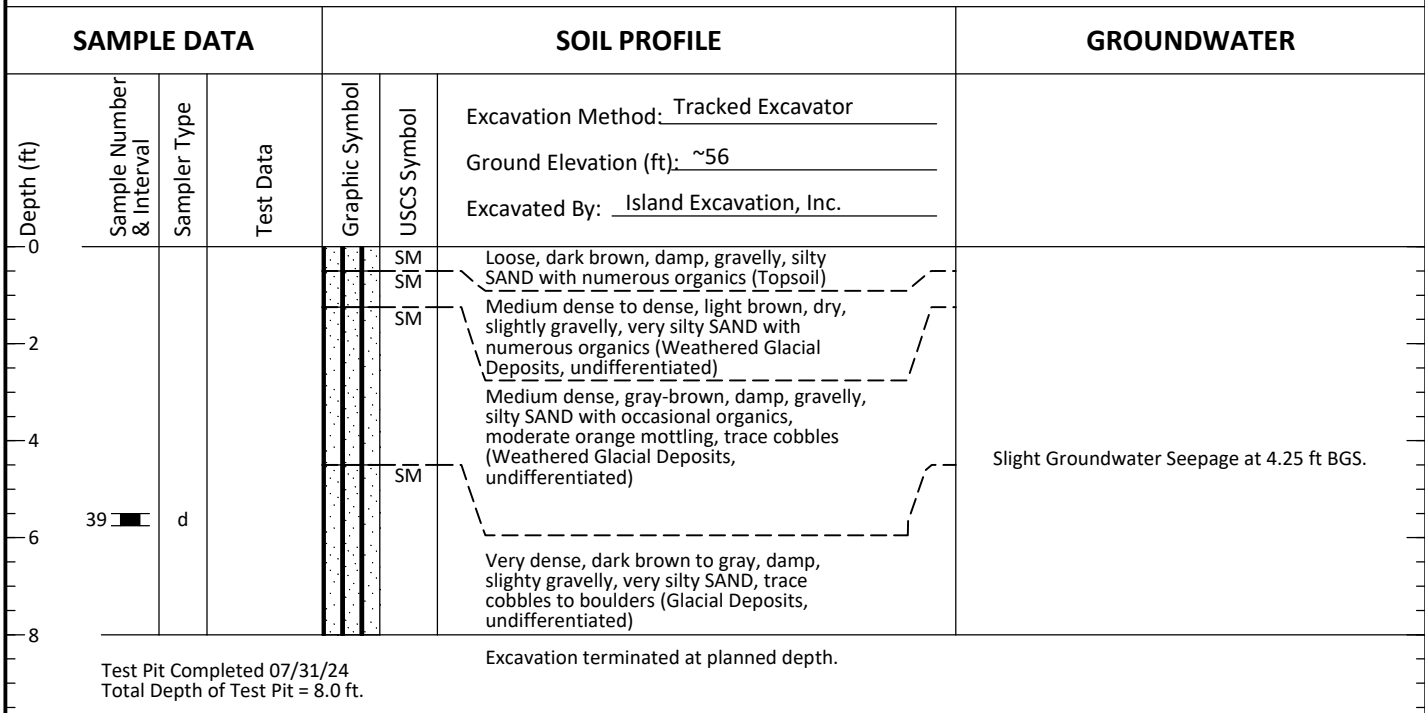 SAMPLE DATA
SOIL PROFILE
GROUNDWATER
Depth (ft)
Sample Number
& Interval
Sampler Type
Test Data
Graphic Symbol
USCS Symbol
Excavation Method: Tracked Excavator
Ground Elevation (ft): ~56
Excavated By: Island Excavation, Inc.
0
2
4
6
8
39
d
SM
SM
SM
SM
Loose, dark brown, damp, gravelly, silty
SAND with numerous organics (Topsoil)
Medium dense to dense, light brown, dry,
slightly gravelly, very silty SAND with
numerous organics (Weathered Glacial
Deposits, undifferentiated)
Medium dense, gray-brown, damp, gravelly,
silty SAND with occasional organics,
moderate orange mottling, trace cobbles
(Weathered Glacial Deposits,
undifferentiated)
Very dense, dark brown to gray, damp,
slighty gravelly, very silty SAND, trace
cobbles to boulders (Glacial Deposits,
undifferentiated)
Slight Groundwater Seepage at 4.25 ft BGS.
Test Pit Completed 07/31/24
Total Depth of Test Pit = 8.0 ft.
Excavation terminated at planned depth.